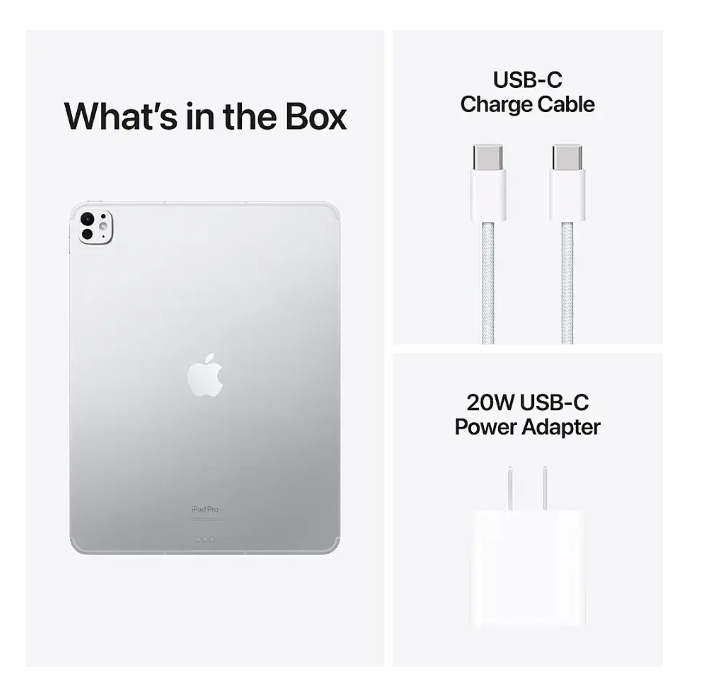 What's in the Box
iPad Pro
USB-C
Charge Cable
20W USB-C
Power Adapter